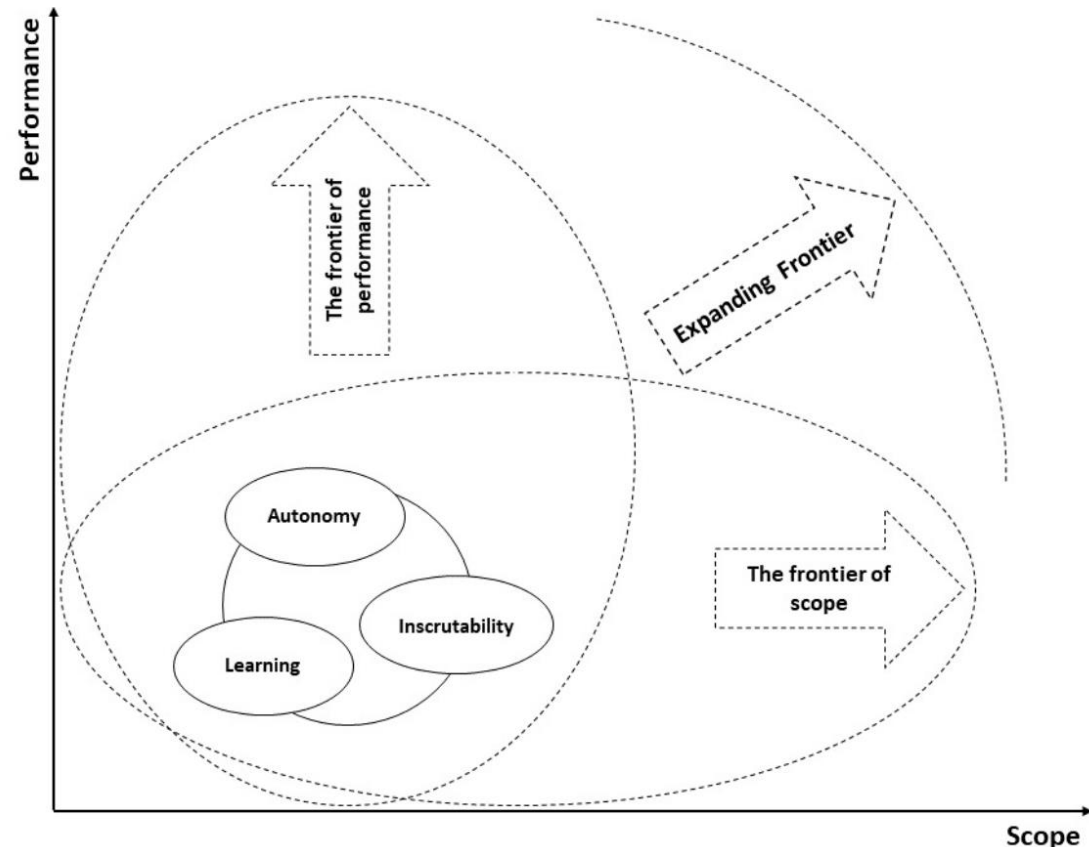 Performance
The frontier of
performance
Expanding Frontier
Autonomy
Inscrutability
Learning
The frontier of
scope
Scope